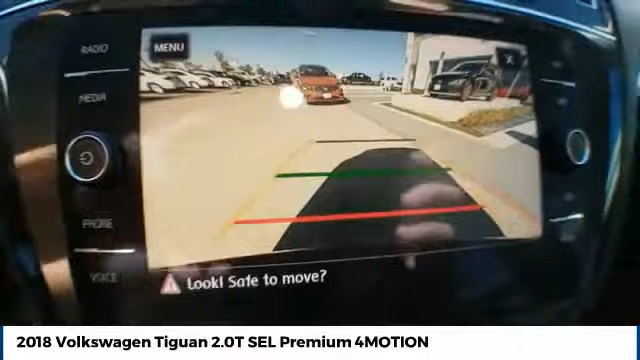 RADIO
MENU
MEDIA
PHONE
VOICE
Look! Safe to move?
2018 Volkswagen Tiguan 2.0T SEL Premium 4MOTION